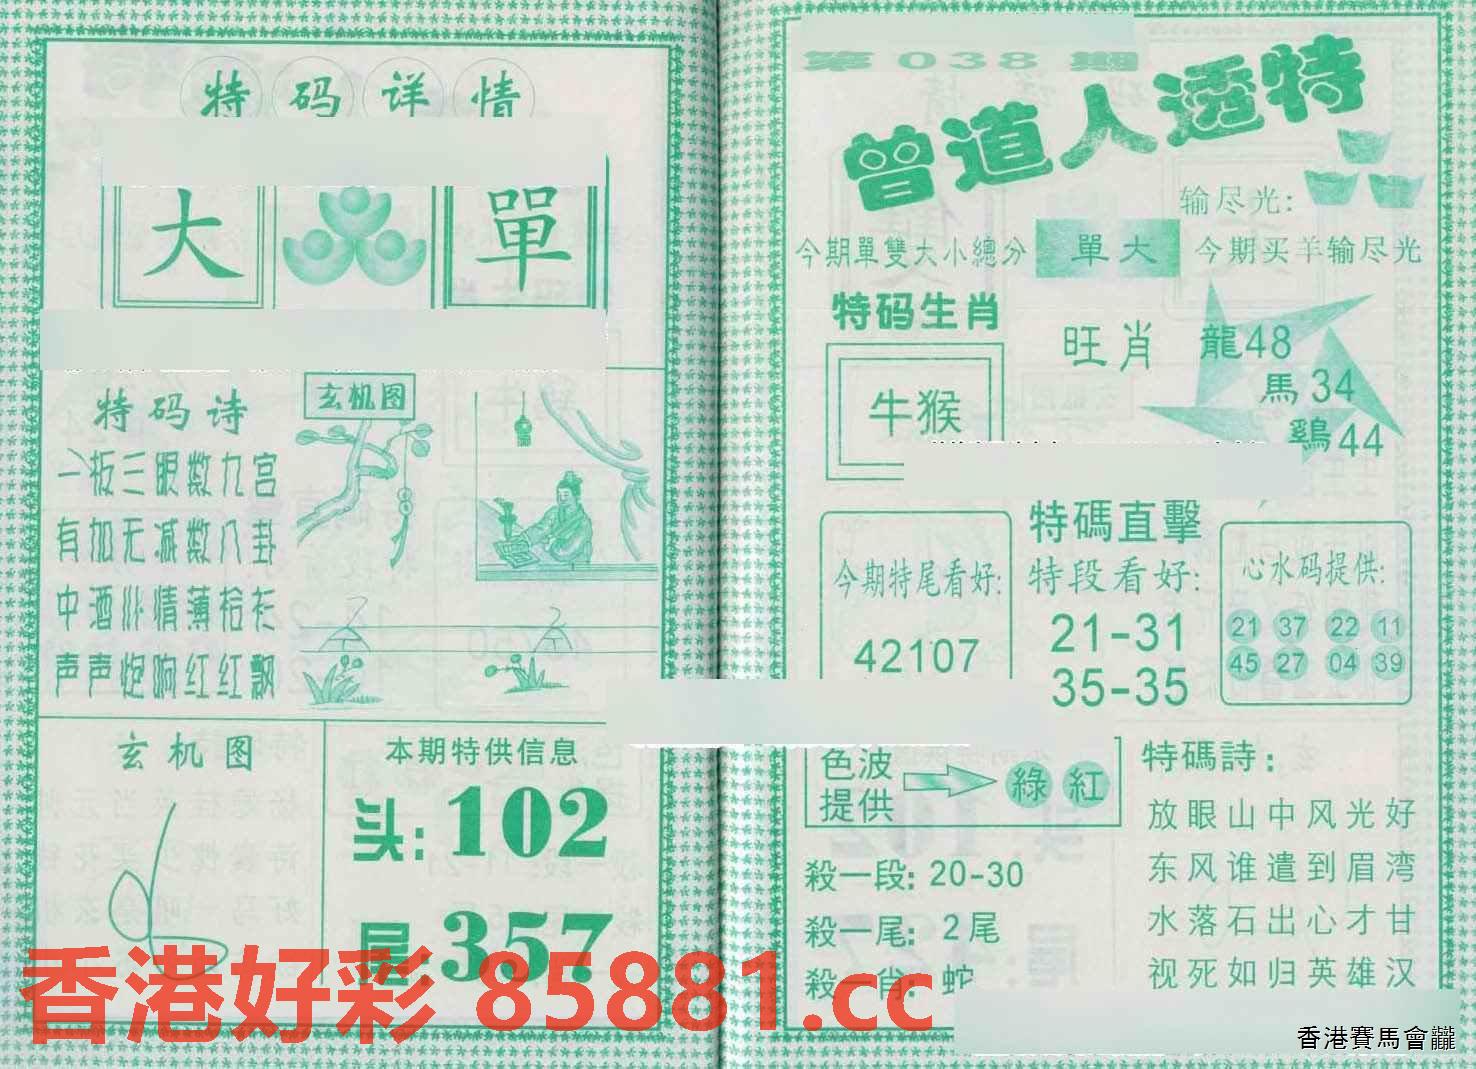 特码详情
大 單
特码诗
一板三眼数九宫
有加无减数八卦
中酒心情薄袷衫
声声炮响红红飘
玄机图
玄机图
本期特供信息
头:102
尾:357
第038期
曾道人透特
输尽光:
今期單雙大小總分 單大 今期买羊输尽光
特码生肖
牛猴
旺肖 龍48
馬34
鷄44
今期特尾看好:
42107
特碼直擊
特段看好:
21-31
35-35
心水码提供:
21 37 22 11
45 27 04 39
色波
提供
綠 紅
殺一段: 20-30
殺一尾: 2尾
殺一肖: 蛇
特碼詩:
放眼山中风光好
东风谁遣到眉湾
水落石出心才甘
视死如归英雄汉
香港好彩 85881.cc
香港賽馬會